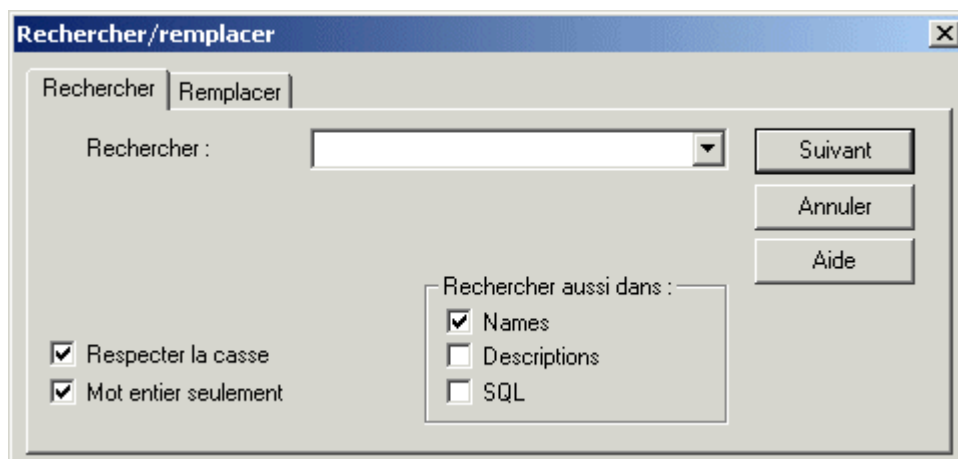 Rechercher/remplacer
Rechercher Remplacer
Rechercher :
Suivant
Annuler
Aide
Rechercher aussi dans :
Names
Descriptions
SQL
Respecter la casse
Mot entier seulement